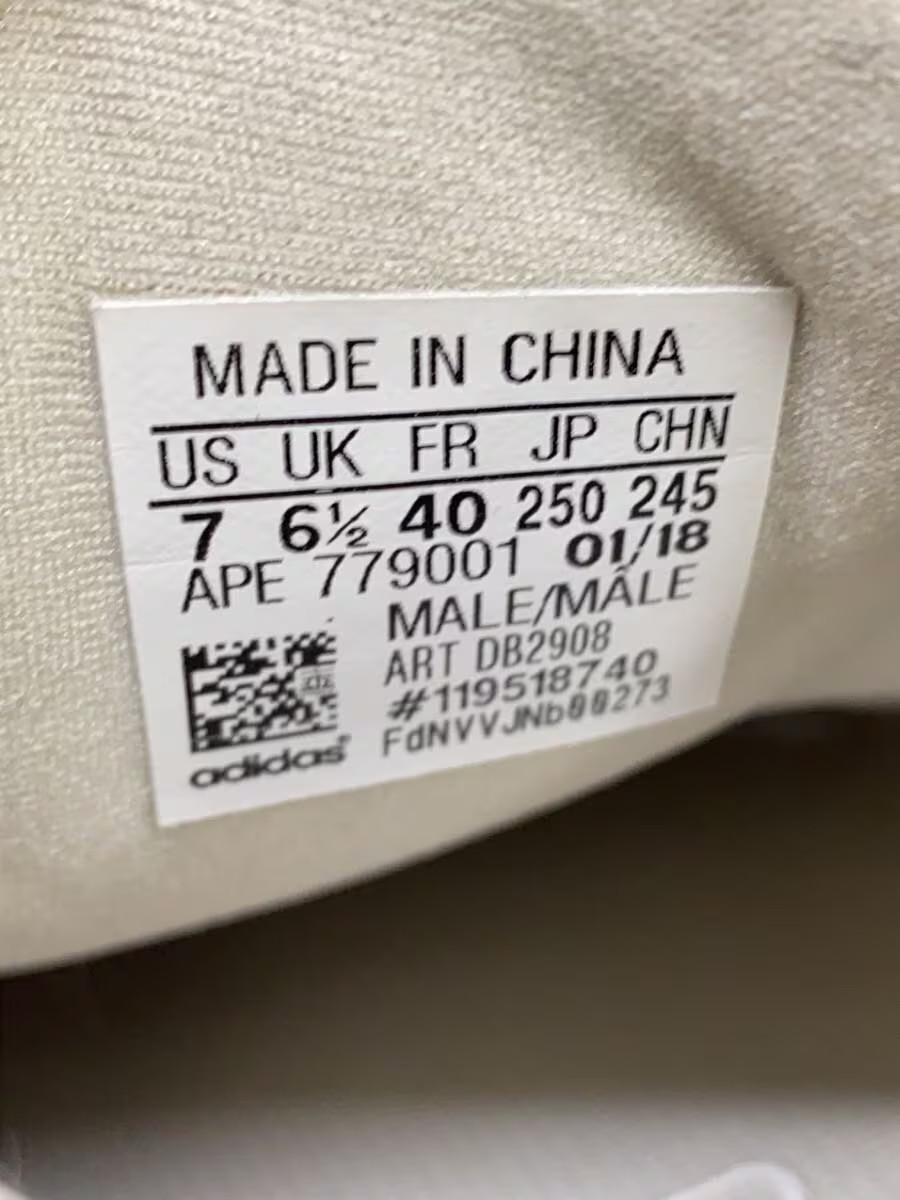 MADE IN CHINA
US UK FR JP CHN
7 6½ 40 250 245
APE 779001 01/18
MALE/MÂLE
ART DB2908
#119518740
FdNVVJNb00273
adidas